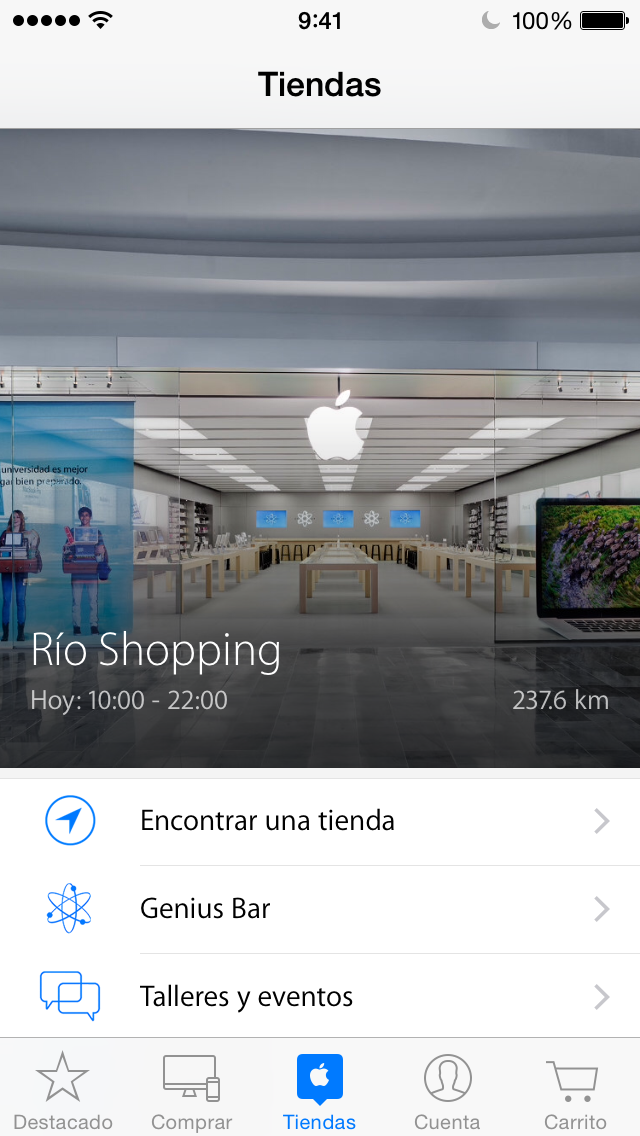 9:41
100%
Tiendas
universidad es mejor
gar bien preparado.
Río Shopping
Hoy: 10:00 - 22:00
237.6 km
Encontrar una tienda
Genius Bar
Talleres y eventos
Destacado
Comprar
Tiendas
Cuenta
Carrito